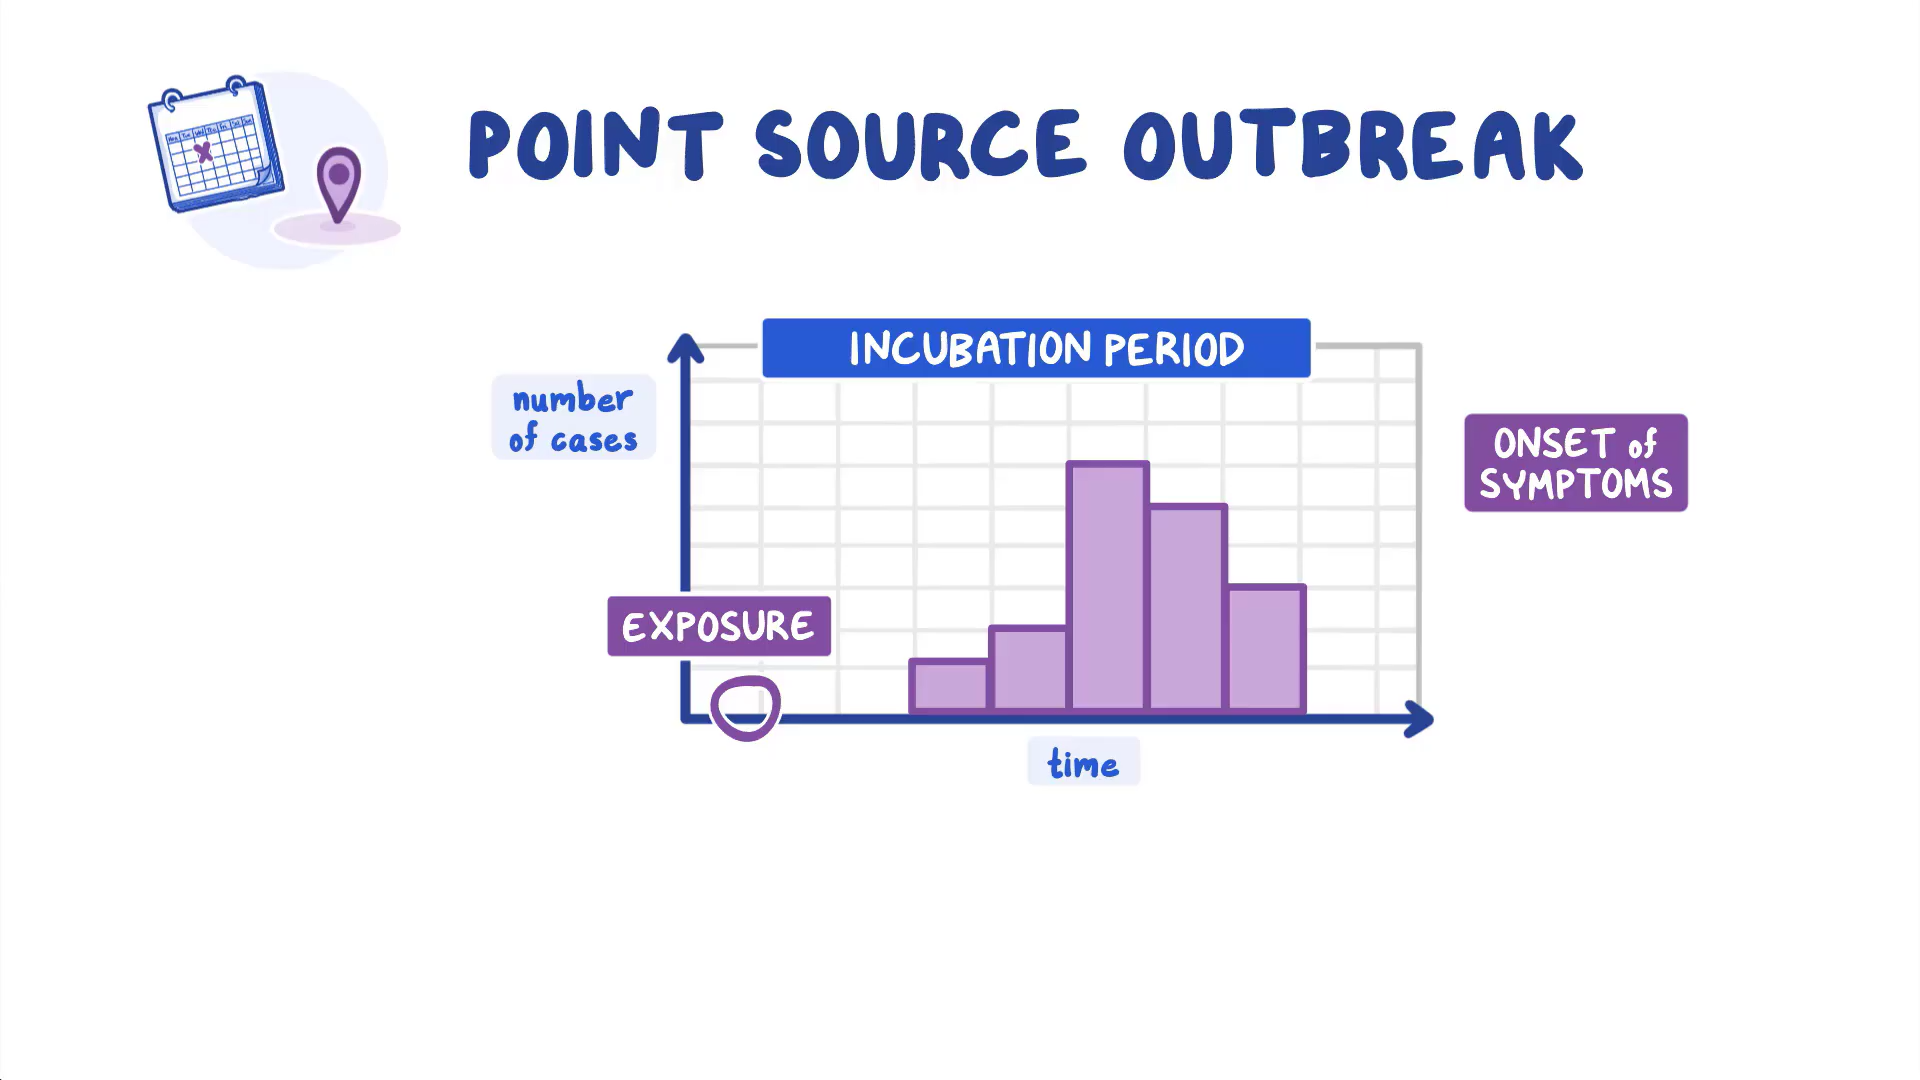 POINT SOURCE OUTBREAK
INCUBATION PERIOD
number
of cases
ONSET of
SYMPTOMS
EXPOSURE
time